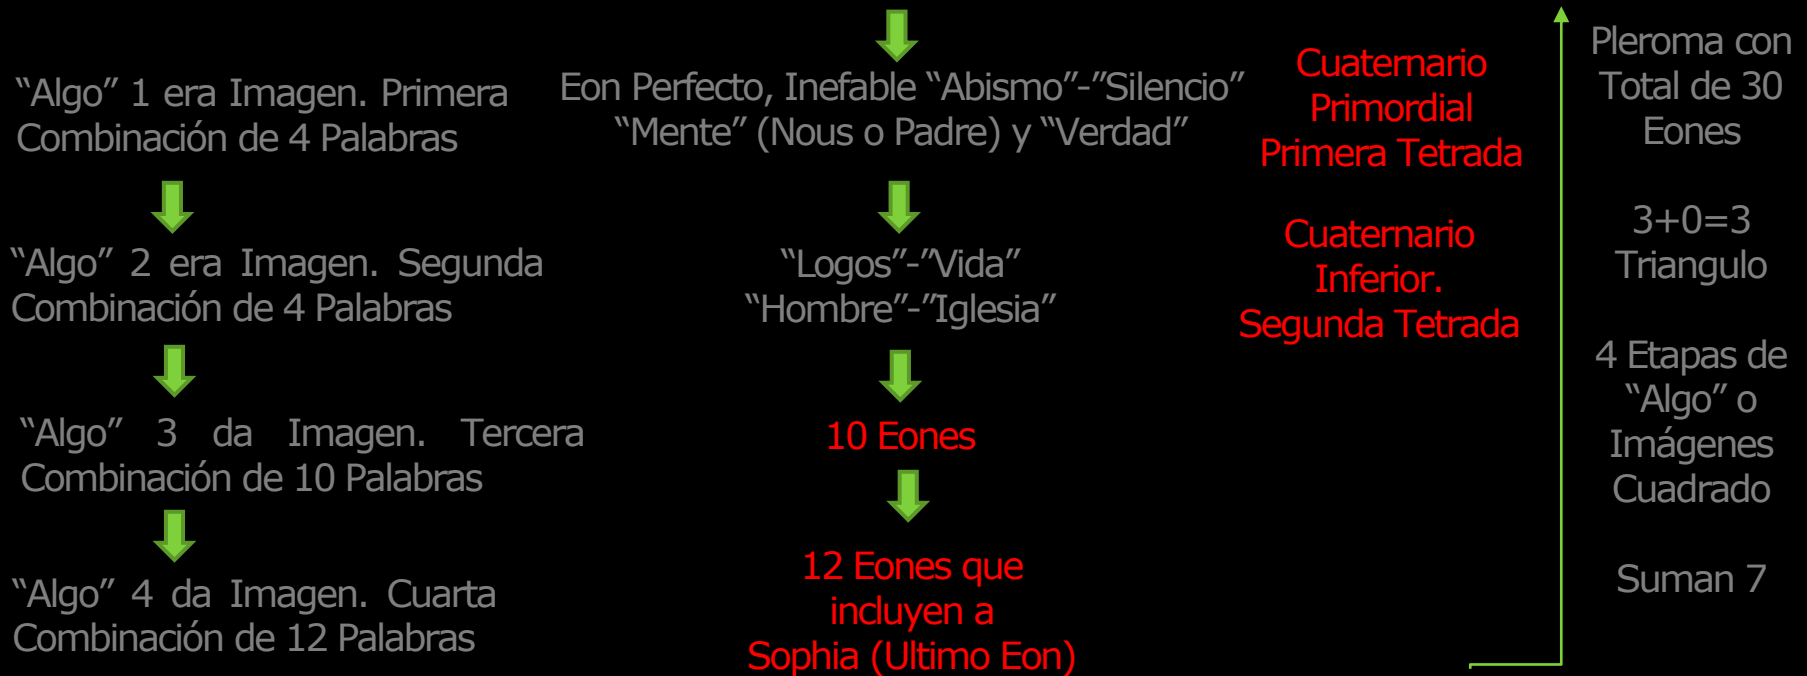 “Algo” 1 era Imagen. Primera
Combinación de 4 Palabras
“Algo” 2 era Imagen. Segunda
Combinación de 4 Palabras
“Algo” 3 da Imagen. Tercera
Combinación de 10 Palabras
“Algo” 4 da Imagen. Cuarta
Combinación de 12 Palabras
Eon Perfecto, Inefable “Abismo”-”Silencio”
“Mente” (Nous o Padre) y “Verdad”
“Logos”-”Vida”
“Hombre”-”Iglesia”
10 Eones
12 Eones que
incluyen a
Sophia (Ultimo Eon)
Cuaternario
Primordial
Primera Tetrada
Cuaternario
Inferior.
Segunda Tetrada
Pleroma con
Total de 30
Eones
3+0=3
Triangulo
4 Etapas de
“Algo” o
Imágenes
Cuadrado
Suman 7